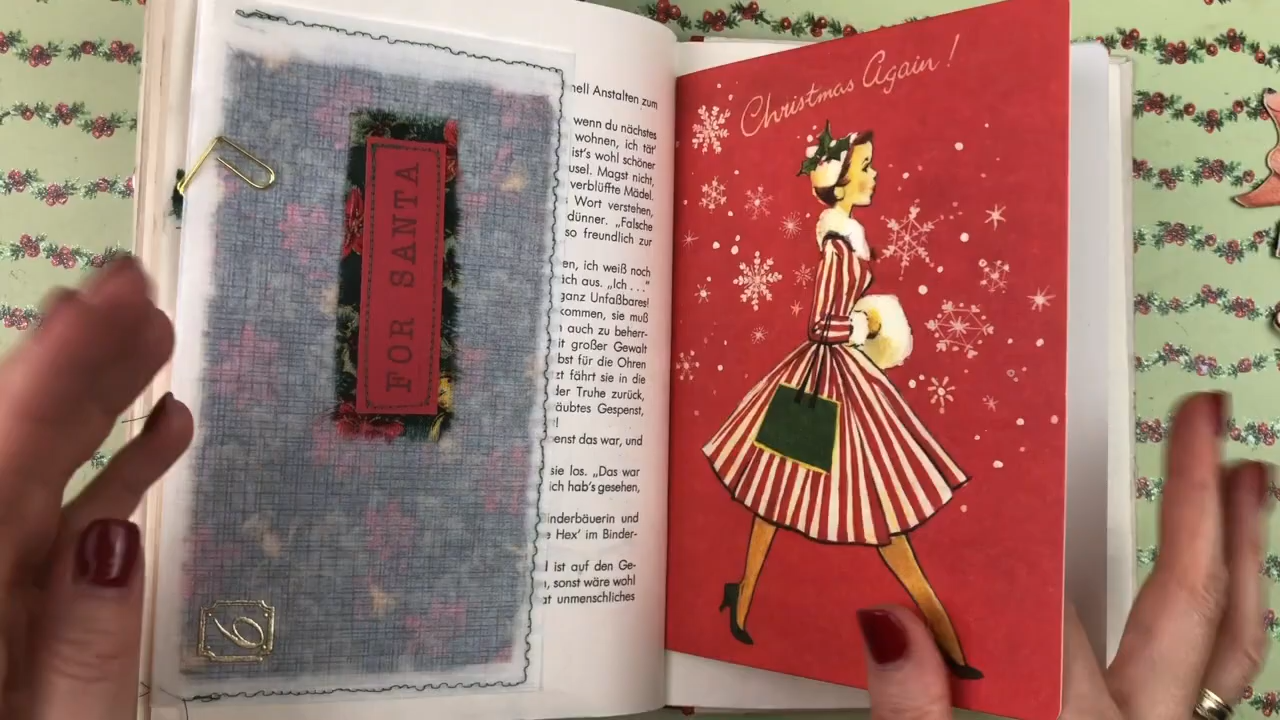 FOR SANTA
6
nell Anstalten zum
wenn du nächstes
wohnen, ich tät'
ist's wohl schöner
usel. Magst nicht,
verblüffte Mädel.
Wort verstehen,
dünner. „Falsche
so freundlich zur
en, ich weiß noch
ich aus. „Ich . . ."
ganz Unfaßbares!
kommen, sie muß
auch zu beherr-
it großer Gewalt
bst für die Ohren
zt fährt sie in die
der Truhe zurück,
äubtes Gespenst,
!
enst das war, und
sie los. „Das war
ich hab's gesehen,
inderbäuerin und
e Hex' im Binder-
l ist auf den Ge-
, sonst wäre wohl
at unmenschliches
Christmas Again!